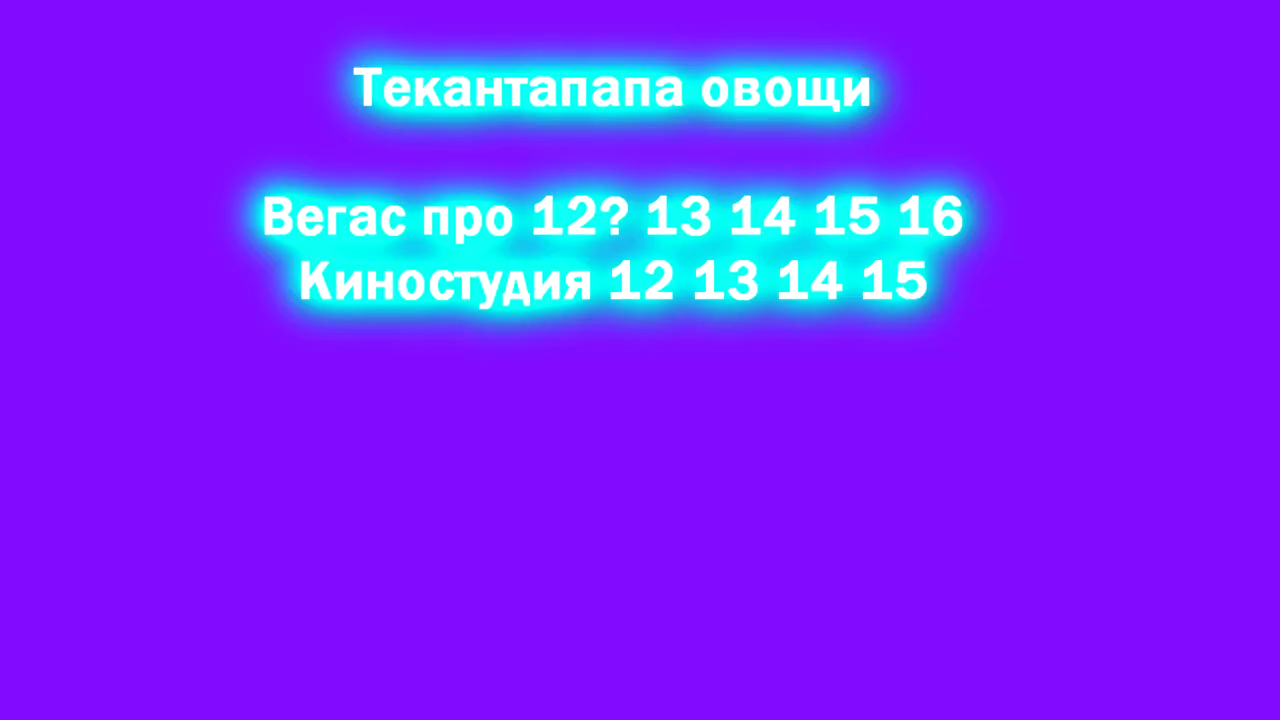 Текантапапа овощи
Вегас про 12? 13 14 15 16
Киностудия 12 13 14 15